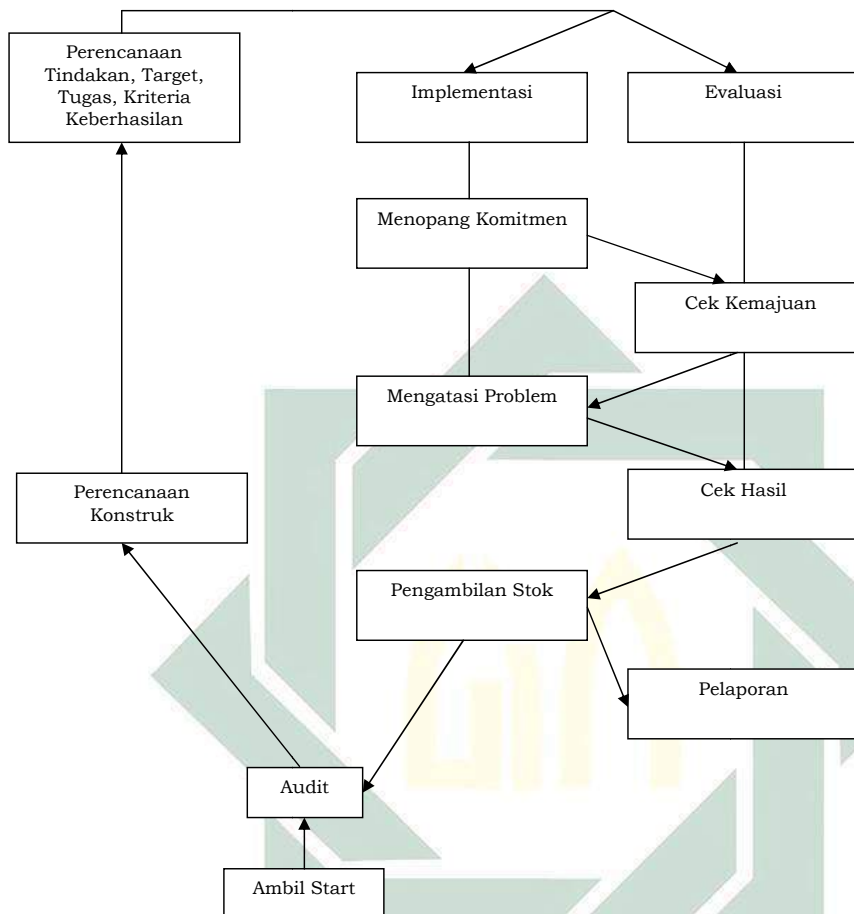 Perencanaan
Tindakan, Target,
Tugas, Kriteria
Keberhasilan
Implementasi
Evaluasi
Menopang Komitmen
Cek Kemajuan
Mengatasi Problem
Perencanaan
Konstruk
Cek Hasil
Pengambilan Stok
Pelaporan
Audit
Ambil Start